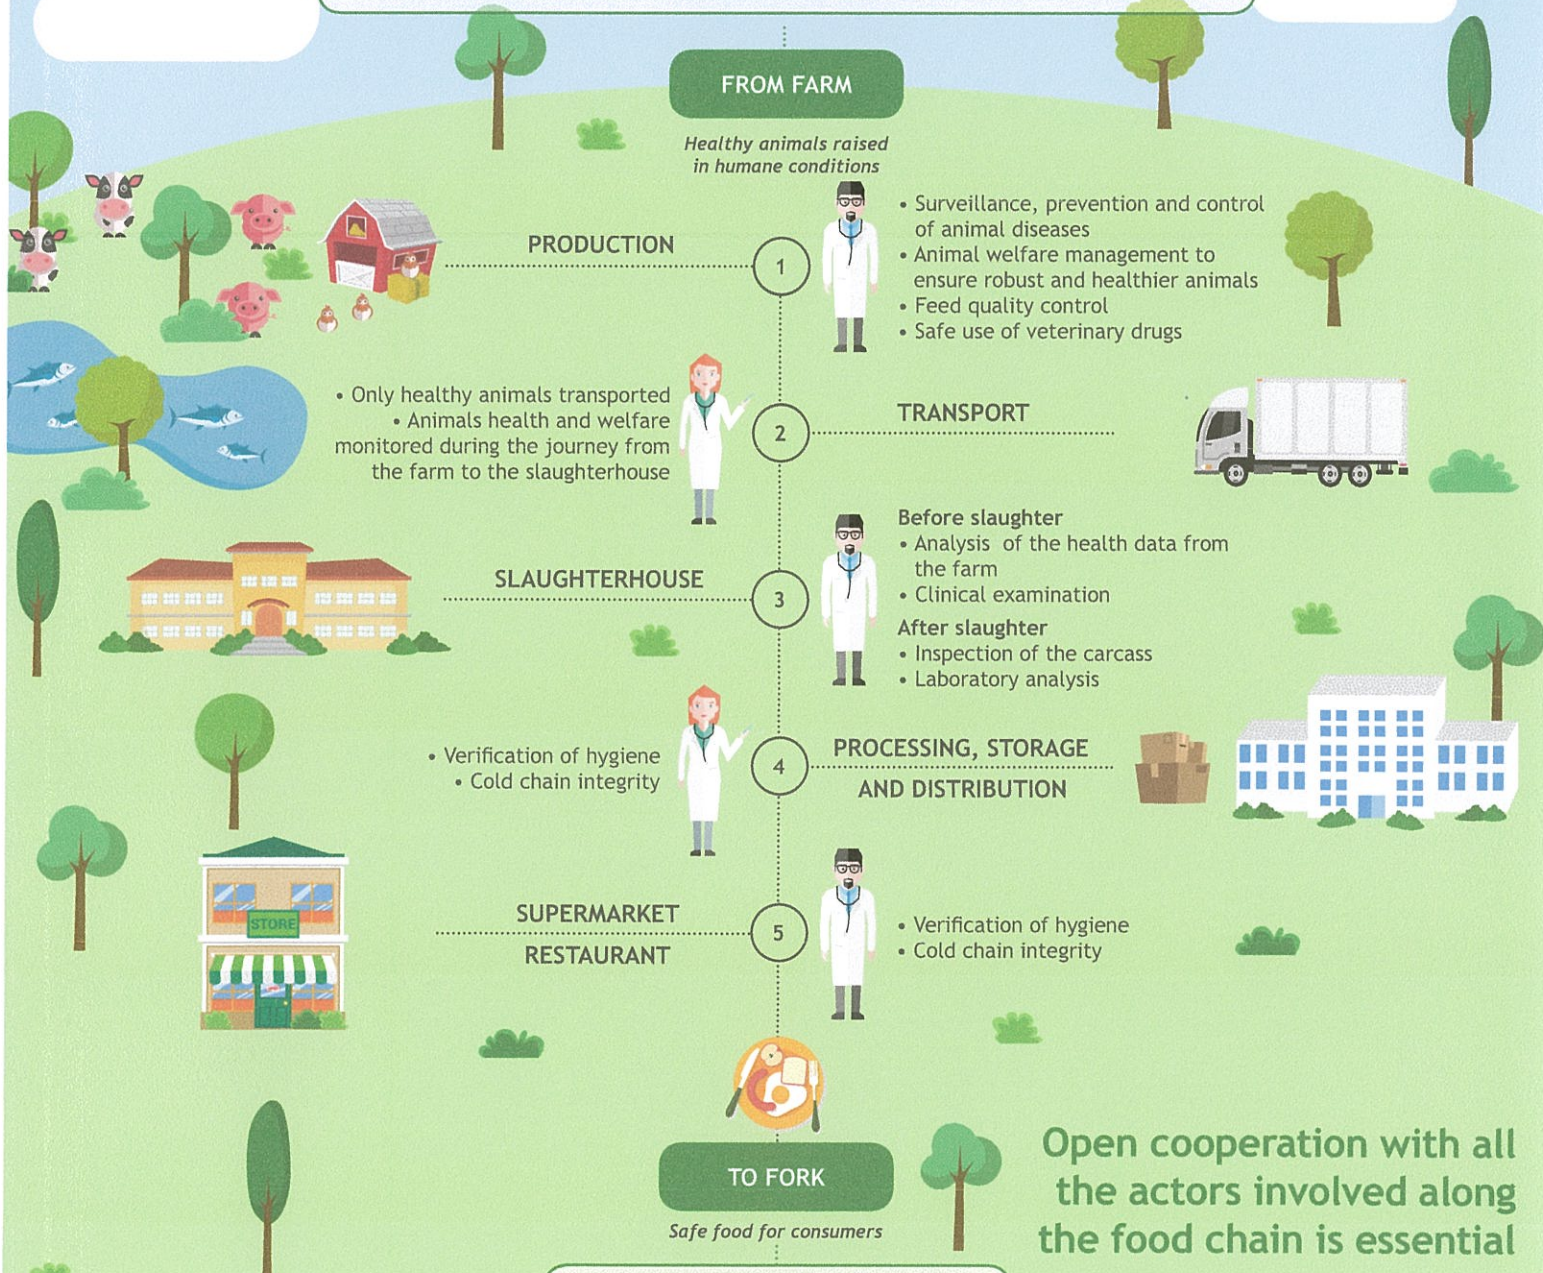 FROM FARM
Healthy animals raised
in humane conditions
PRODUCTION
1
• Surveillance, prevention and control
of animal diseases
• Animal welfare management to
ensure robust and healthier animals
• Feed quality control
• Safe use of veterinary drugs
• Only healthy animals transported
• Animals health and welfare
monitored during the journey from
the farm to the slaughterhouse
2
TRANSPORT
SLAUGHTERHOUSE
3
Before slaughter
• Analysis of the health data from
the farm
• Clinical examination
After slaughter
• Inspection of the carcass
• Laboratory analysis
• Verification of hygiene
• Cold chain integrity
4
PROCESSING, STORAGE
AND DISTRIBUTION
STORE
SUPERMARKET
RESTAURANT
5
• Verification of hygiene
• Cold chain integrity
TO FORK
Safe food for consumers
Open cooperation with all
the actors involved along
the food chain is essential